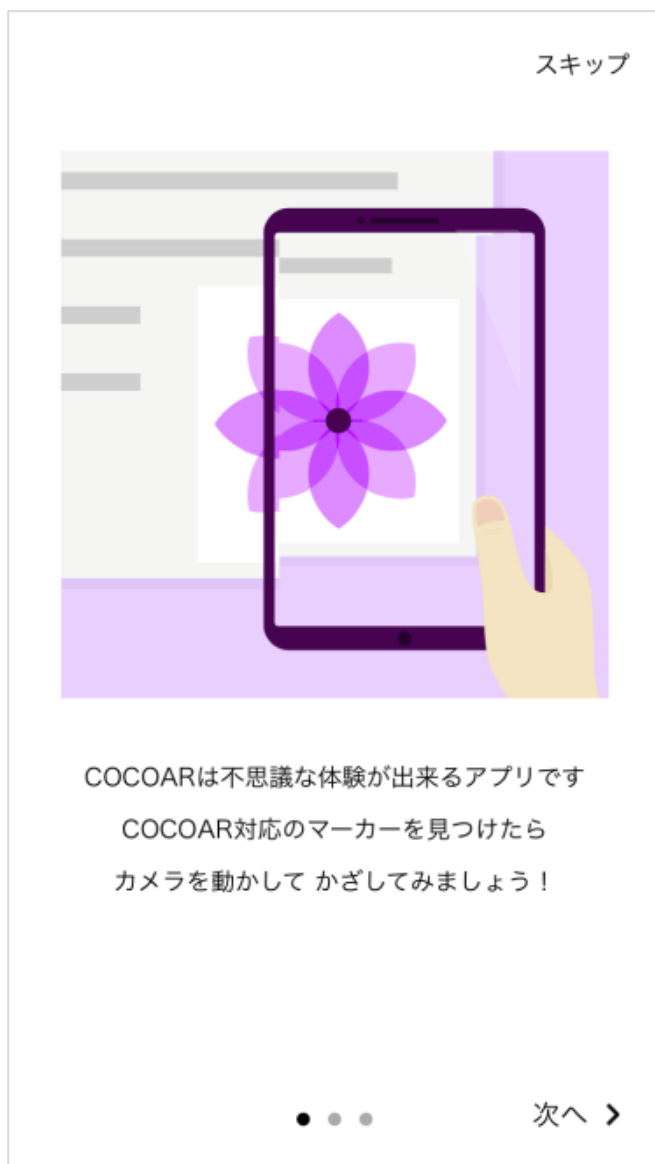 スキップ
COCOARは不思議な体験が出来るアプリです
COCOAR対応のマーカーを見つけたら
カメラを動かして かざしてみましょう！
次へ